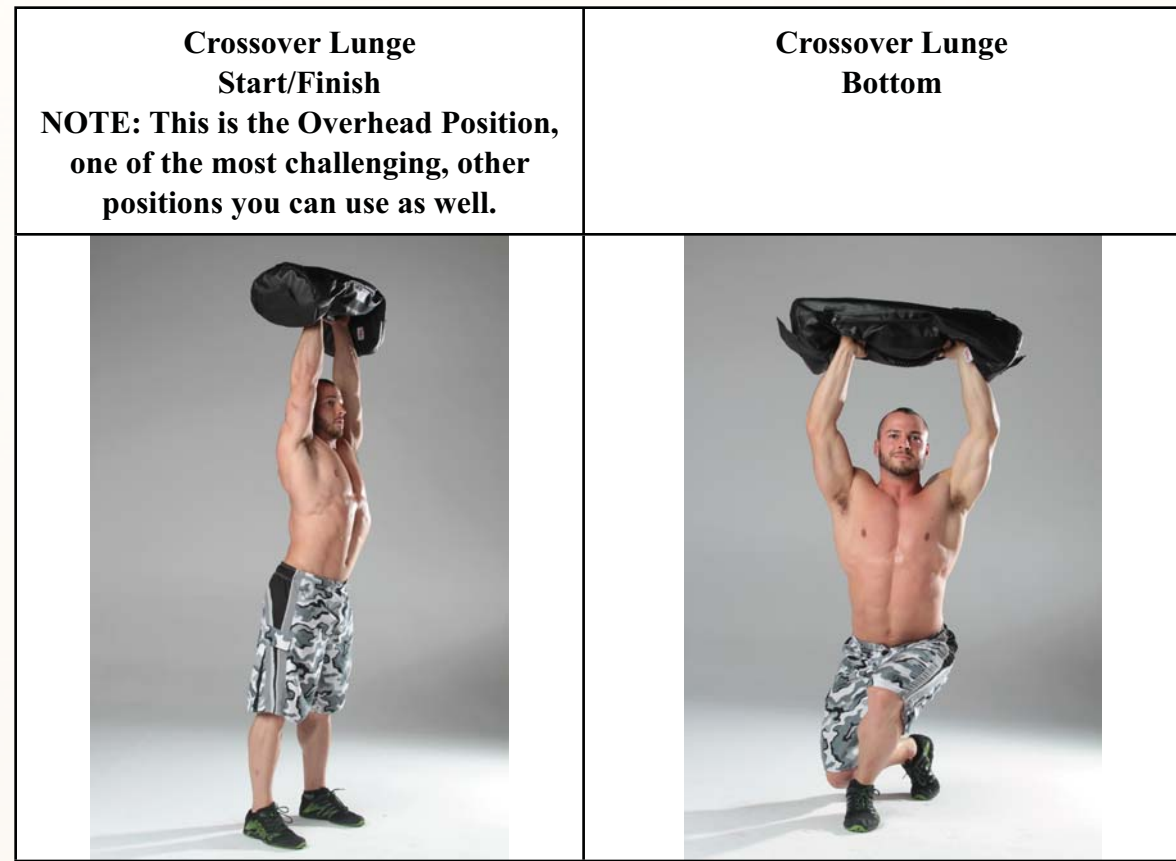 Crossover Lunge
Start/Finish
NOTE: This is the Overhead Position,
one of the most challenging, other
positions you can use as well.
Crossover Lunge
Bottom